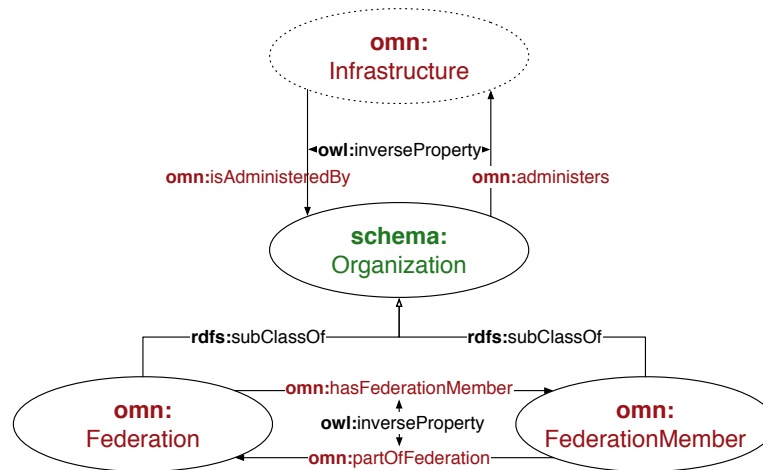 omn:
Infrastructure
owl:inverseProperty
omn:isAdministeredBy
omn:administers
schema:
Organization
rdfs:subClassOf
rdfs:subClassOf
omn:hasFederationMember
omn:
Federation
owl:inverseProperty
omn:
FederationMember
omn:partOfFederation